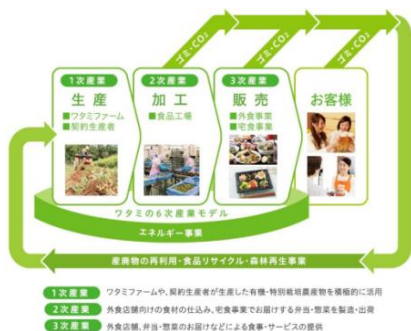 ゴミ・CO₂
ゴミ・CO₂
ゴミ・CO₂
1次産業
2次産業
3次産業
生産
加工
販売
お客様
■ワタミファーム
■契約生産者
■食品工場
■外食事業
■宅食事業
ワタミの6次産業モデル
エネルギー事業
産廃物の再利用・食品リサイクル・森林再生事業
1次産業 ワタミファームや、契約生産者が生産した有機・特別栽培農産物を積極的に活用
2次産業 外食店舗向けの食材の仕込み、宅食事業でお届けする弁当・惣菜を製造・出荷
3次産業 外食店舗、弁当・惣菜のお届けなどによる食事・サービスの提供